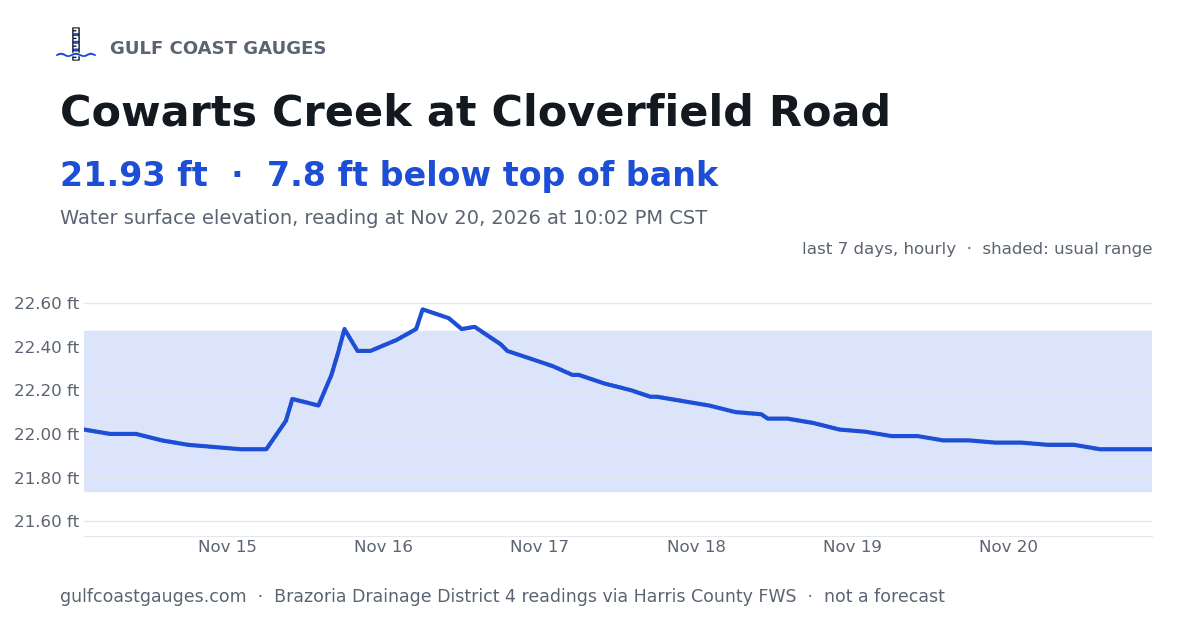 GULF COAST GAUGES
Cowarts Creek at Cloverfield Road
21.93 ft · 7.8 ft below top of bank
Water surface elevation, reading at Nov 20, 2026 at 10:02 PM CST
last 7 days, hourly · shaded: usual range
22.60 ft
22.40 ft
22.20 ft
22.00 ft
21.80 ft
21.60 ft
Nov 15 Nov 16 Nov 17 Nov 18 Nov 19 Nov 20
gulfcoastgauges.com · Brazoria Drainage District 4 readings via Harris County FWS · not a forecast